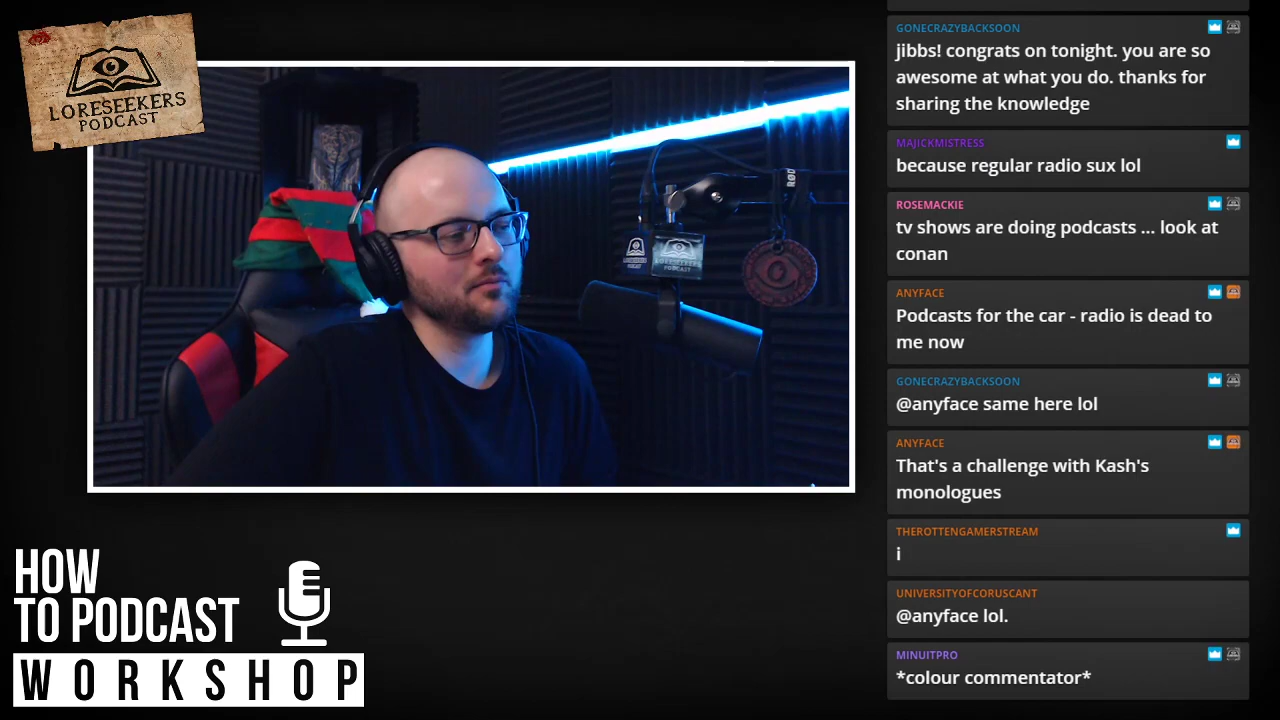 LORESEEKERS
PODCAST
RØD
LORESEEKERS
PODCAST
HOW
TO PODCAST
WORKSHOP
GONECRAZYBACKSOON
jibbs! congrats on tonight. you are so
awesome at what you do. thanks for
sharing the knowledge
MAJICKMISTRESS
because regular radio sux lol
ROSEMACKIE
tv shows are doing podcasts ... look at
conan
ANYFACE
Podcasts for the car - radio is dead to
me now
GONECRAZYBACKSOON
@anyface same here lol
ANYFACE
That's a challenge with Kash's
monologues
THEROTTENGAMERSTREAM
i
UNIVERSITYOFCORUSCANT
@anyface lol.
MINUITPRO
*colour commentator*